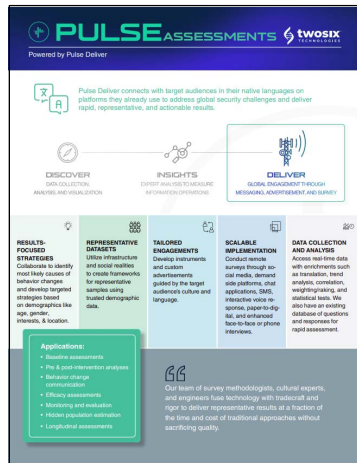 PULSE ASSESSMENTS
twosix
TECHNOLOGIES
Powered by Pulse Deliver
Pulse Deliver connects with target audiences in their native languages on
platforms they already use to address global security challenges and deliver
rapid, representative, and actionable results.
DISCOVER
DATA COLLECTION,
ANALYSIS, AND VISUALIZATION
INSIGHTS
EXPERT ANALYSIS TO MEASURE
INFORMATION OPERATIONS
DELIVER
GLOBAL ENGAGEMENT THROUGH
MESSAGING, ADVERTISEMENT, AND SURVEY
RESULTS-
FOCUSED
STRATEGIES
Collaborate to identify
most likely causes of
behavior changes
and develop targeted
strategies based
on demographics like
age, gender,
interests, & location.
REPRESENTATIVE
DATASETS
Utilize infrastructure
and social realities
to create frameworks
for representative
samples using
trusted demographic
data.
TAILORED
ENGAGEMENTS
Develop instruments
and custom
advertisements
guided by the target
audience's culture and
language.
SCALABLE
IMPLEMENTATION
Conduct remote
surveys through so-
cial media, demand
side platforms, chat
applications, SMS,
interactive voice re-
sponse, paper-to-dig-
ital, and enhanced
face-to-face or phone
interviews.
DATA COLLECTION
AND ANALYSIS
Access real-time data
with enrichments such
as translation, trend
analysis, correlation,
weighting/raking, and
statistical tests. We
also have an existing
database of questions
and responses for
rapid assessment.
Applications:
• Baseline assessments
• Pre & post-intervention analyses
• Behavior change
communication
• Efficacy assessments
• Monitoring and evaluation
• Hidden population estimation
• Longitudinal assessments
Our team of survey methodologists, cultural experts,
and engineers fuse technology with tradecraft and
rigor to deliver representative results at a fraction of
the time and cost of traditional approaches without
sacrificing quality.